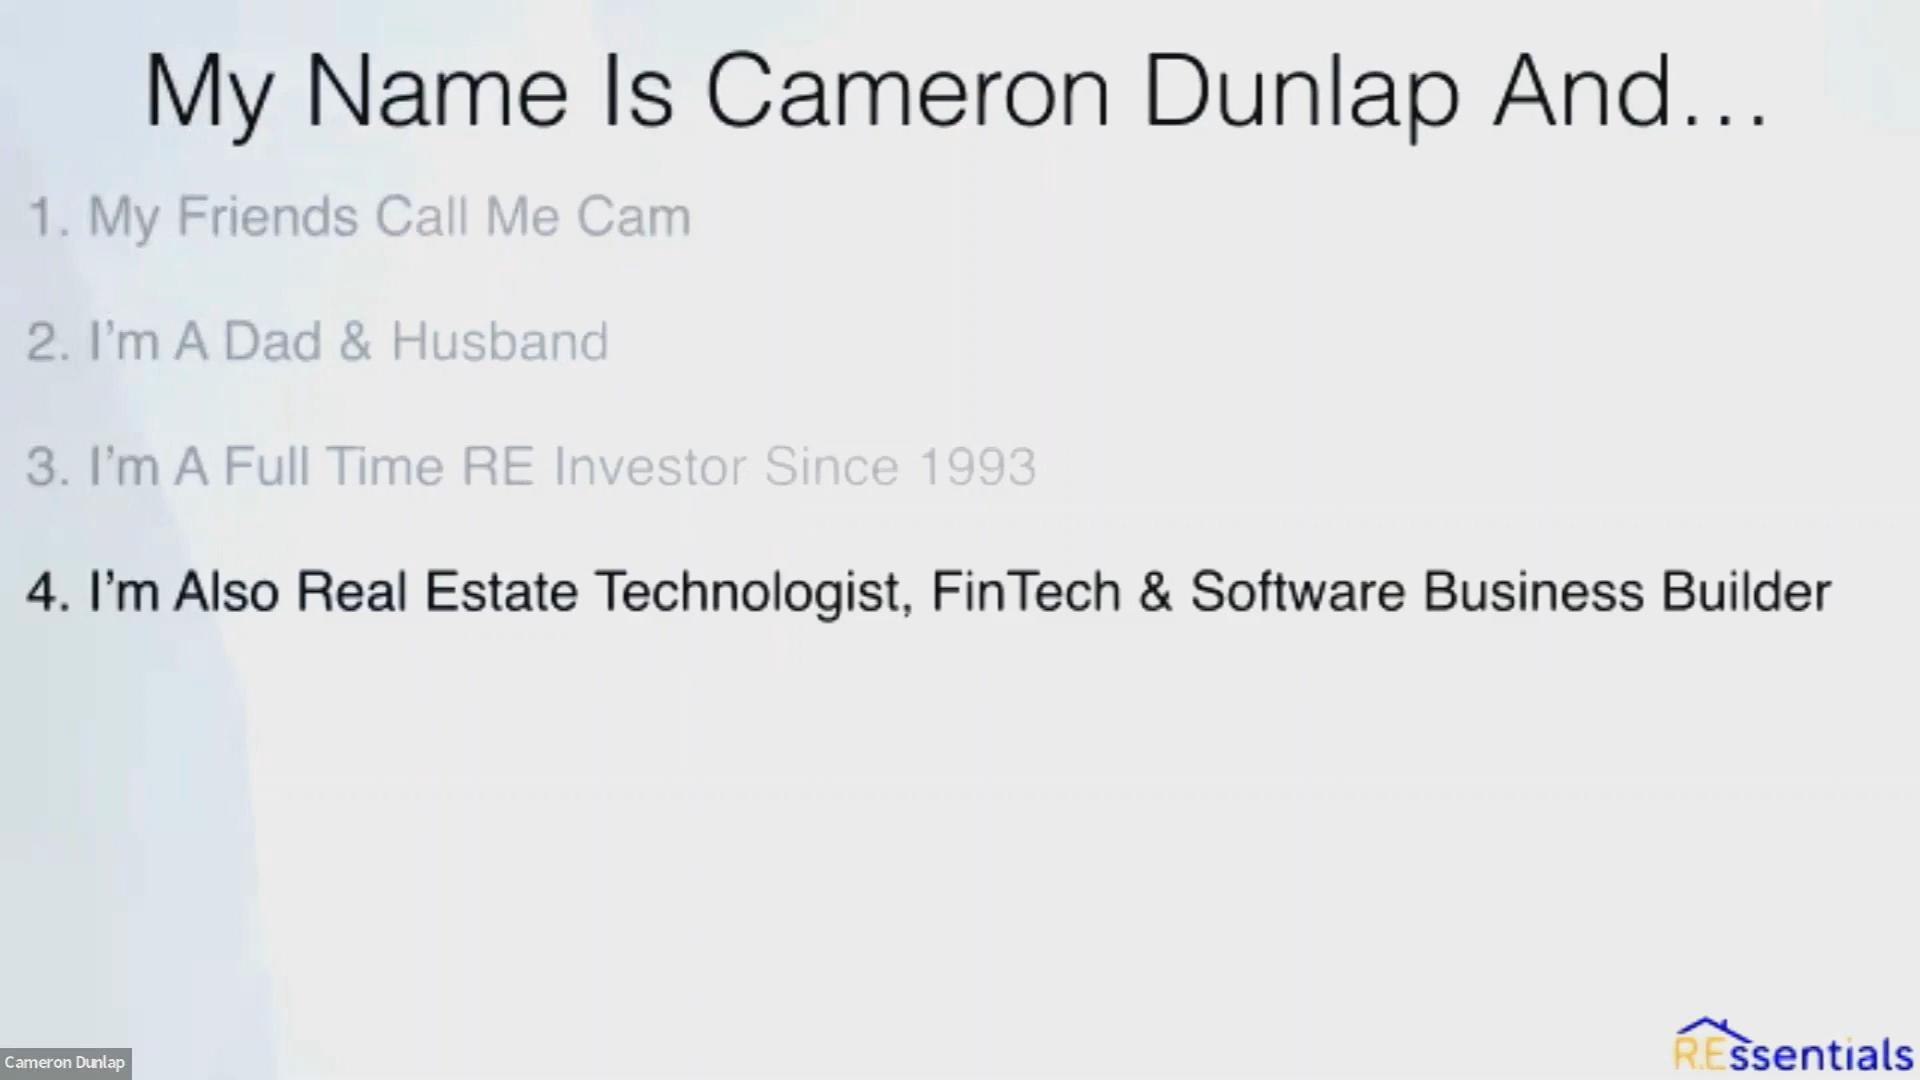 My Name Is Cameron Dunlap And...
1. My Friends Call Me Cam
2. I'm A Dad & Husband
3. I'm A Full Time RE Investor Since 1993
4. I'm Also Real Estate Technologist, FinTech & Software Business Builder
Cameron Dunlap
R.Essentials